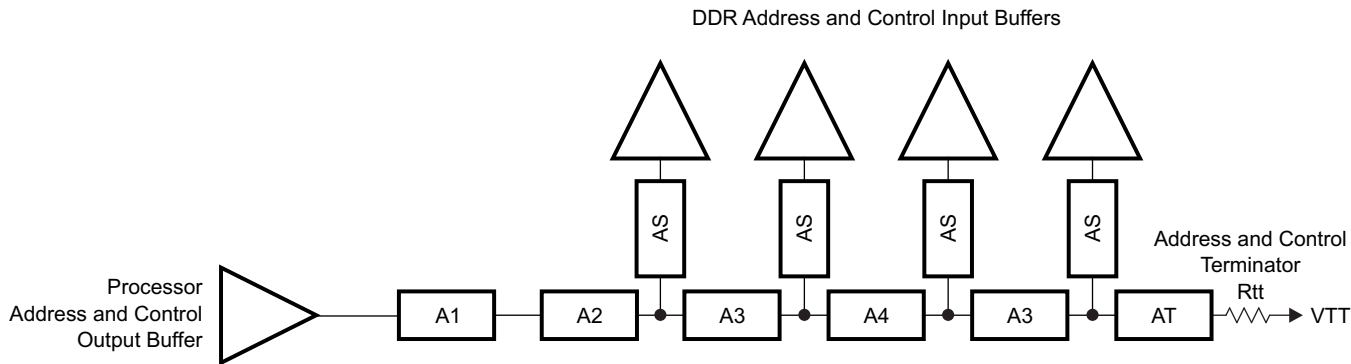 DDR Address and Control Input Buffers
AS
AS
AS
AS
Processor
Address and Control
Output Buffer
A1
A2
A3
A4
A3
AT
Address and Control
Terminator
Rtt
VTT